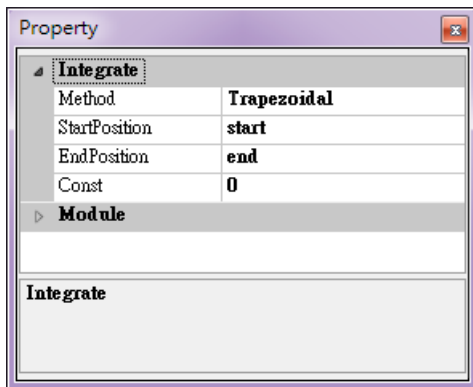 Property
Integrate
Method Trapezoidal
StartPosition start
EndPosition end
Const 0
Module
Integrate